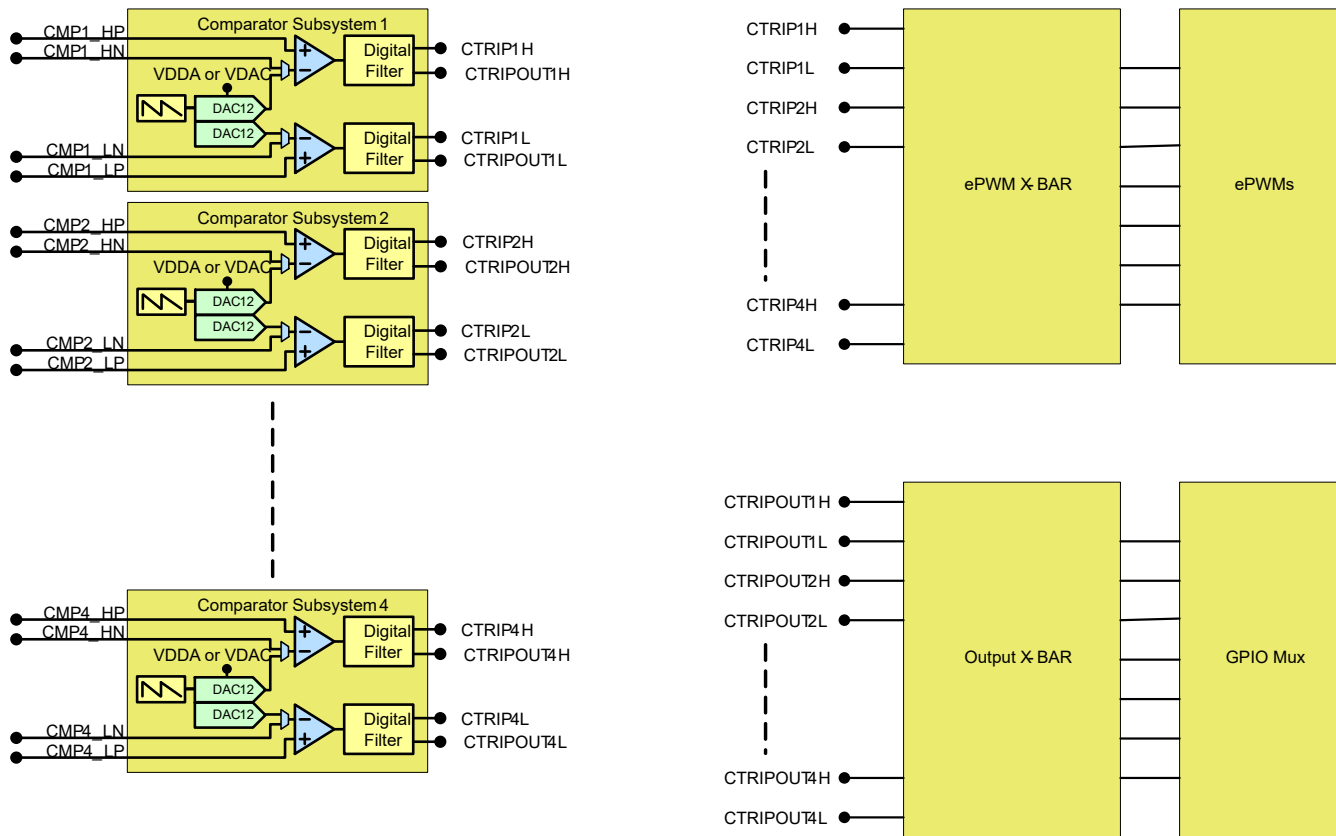 Comparator Subsystem 1
CMP1_HP
CMP1_HN
VDDA or VDAC
DAC12
DAC12
CMP1_LN
CMP1_LP
Digital
Filter
Digital
Filter
CTRIP1H
CTRIPOUT1H
CTRIP1L
CTRIPOUT1L
Comparator Subsystem 2
CMP2_HP
CMP2_HN
VDDA or VDAC
DAC12
DAC12
CMP2_LN
CMP2_LP
Digital
Filter
Digital
Filter
CTRIP2H
CTRIPOUT2H
CTRIP2L
CTRIPOUT2L
Comparator Subsystem 4
CMP4_HP
CMP4_HN
VDDA or VDAC
DAC12
DAC12
CMP4_LN
CMP4_LP
Digital
Filter
Digital
Filter
CTRIP4H
CTRIPOUT4H
CTRIP4L
CTRIPOUT4L
CTRIP1H
CTRIP1L
CTRIP2H
CTRIP2L
CTRIP4H
CTRIP4L
ePWM X-BAR
ePWMs
CTRIPOUT1H
CTRIPOUT1L
CTRIPOUT2H
CTRIPOUT2L
CTRIPOUT4H
CTRIPOUT4L
Output X-BAR
GPIO Mux